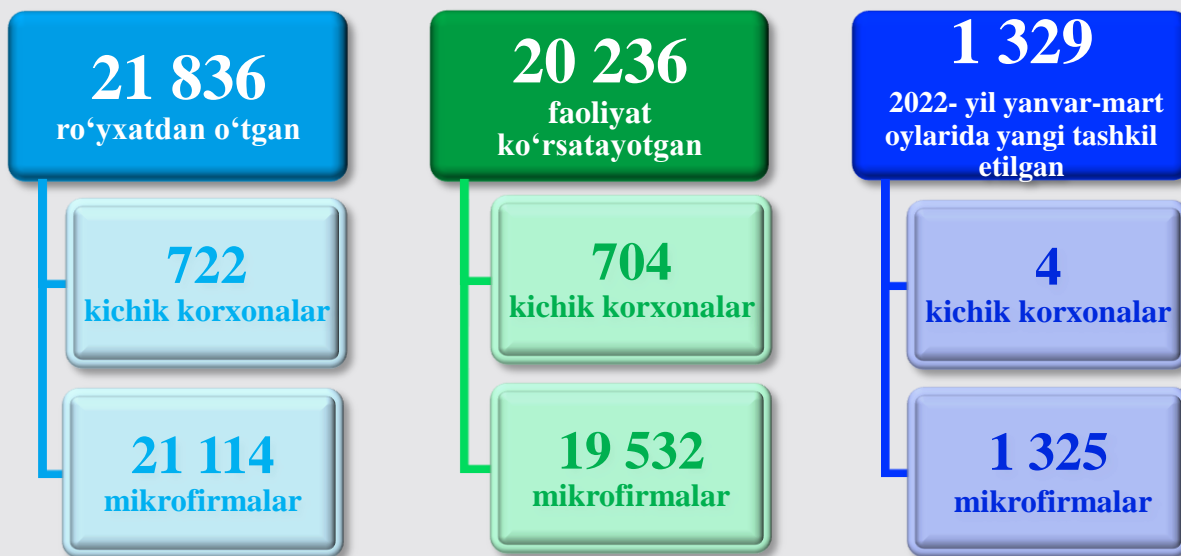 21 836
ro‘yxatdan o‘tgan
722
kichik korxonalar
21 114
mikrofirmalar
20 236
faoliyat
ko‘rsatayotgan
704
kichik korxonalar
19 532
mikrofirmalar
1 329
2022- yil yanvar-mart
oylarida yangi tashkil
etilgan
4
kichik korxonalar
1 325
mikrofirmalar